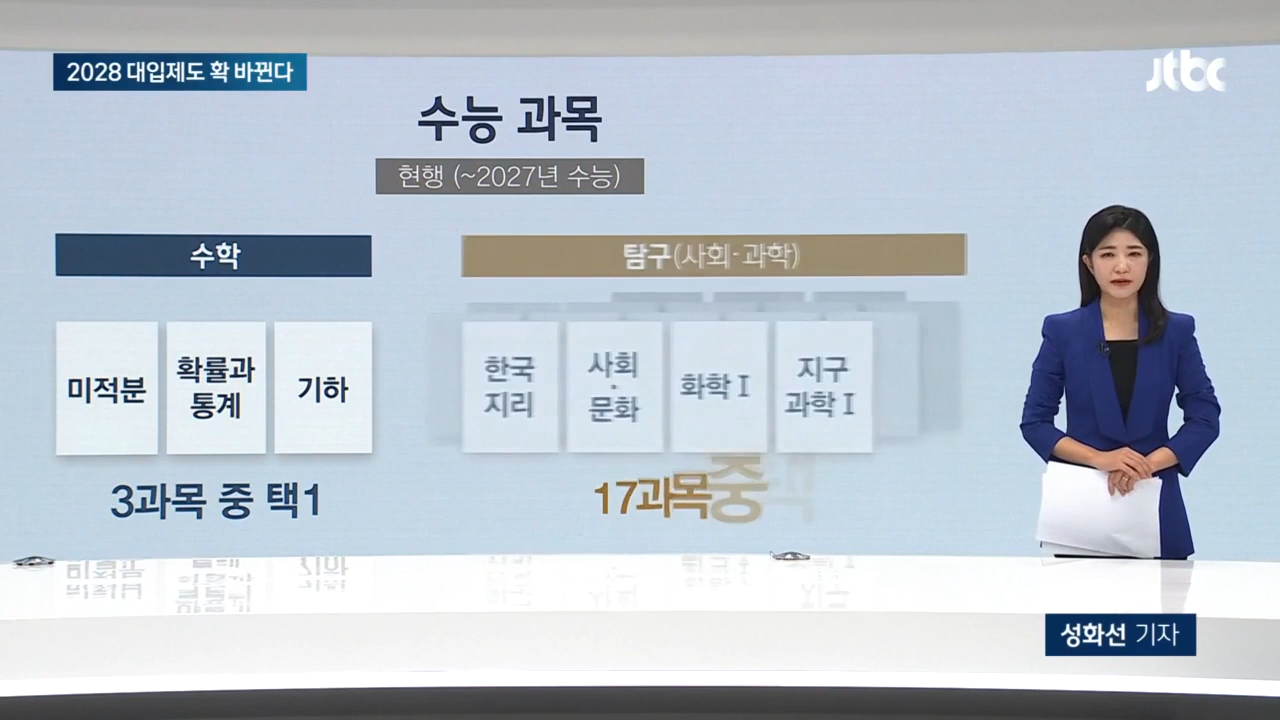 2028 대입제도 확 바뀐다
jtbc
수능 과목
현행 (~2027년 수능)
수학
탐구(사회·과학)
미적분
확률과
통계
기하
한국
지리
사회
·
문화
화학 I
지구
과학 I
3과목 중 택1
17과목중
성화선 기자